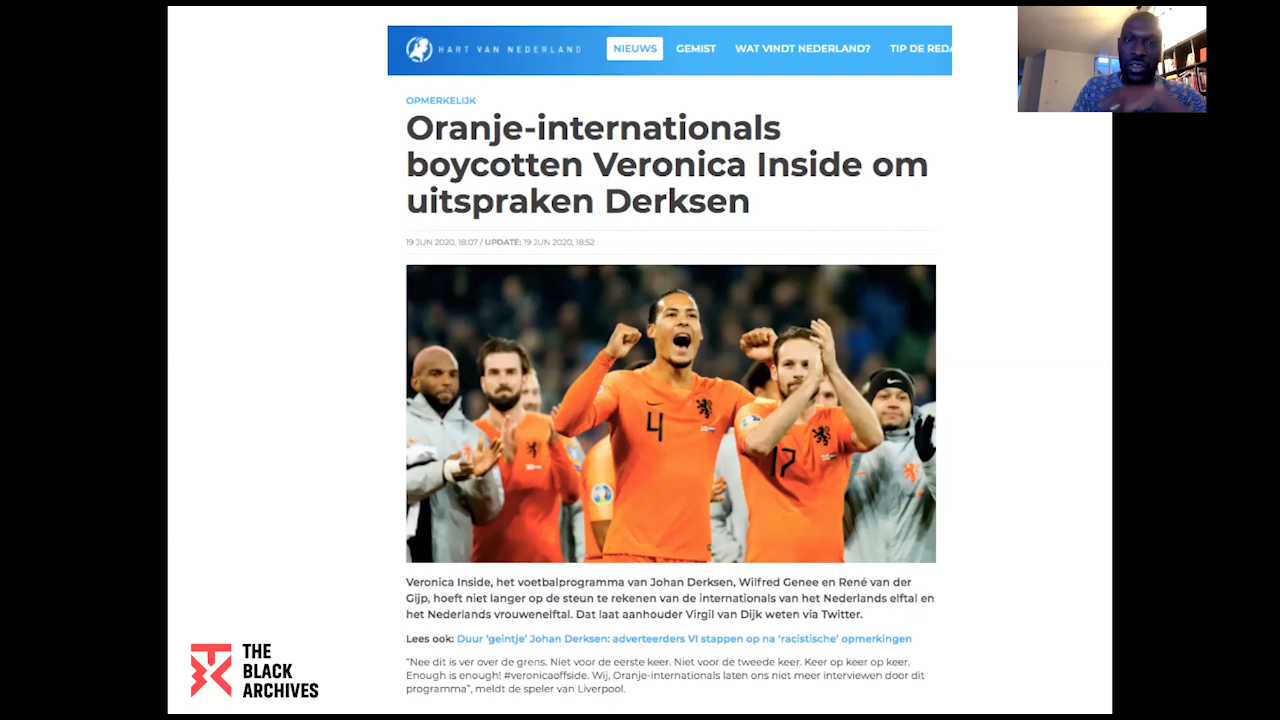 HART VAN NEDERLAND
NIEUWS GEMIST WAT VINDT NEDERLAND? TIP DE REDA
OPMERKELIJK
Oranje-internationals
boycotten Veronica Inside om
uitspraken Derksen
19 JUN 2020, 18:07 / UPDATE: 19 JUN 2020, 18:52
4
17
Veronica Inside, het voetbalprogramma van Johan Derksen, Wilfred Genee en René van der
Gijp, hoeft niet langer op de steun te rekenen van de internationals van het Nederlands elftal en
het Nederlands vrouwenelftal. Dat laat aanhouder Virgil van Dijk weten via Twitter.
Lees ook: Duur ‘geintje’ Johan Derksen: adverteerders VI stappen op na ‘racistische’ opmerkingen
“Nee dit is ver over de grens. Niet voor de eerste keer. Niet voor de tweede keer. Keer op keer op keer.
Enough is enough! #veronicaoffside. Wij, Oranje-internationals laten ons niet meer interviewen door dit
programma”, meldt de speler van Liverpool.
THE
BLACK
ARCHIVES